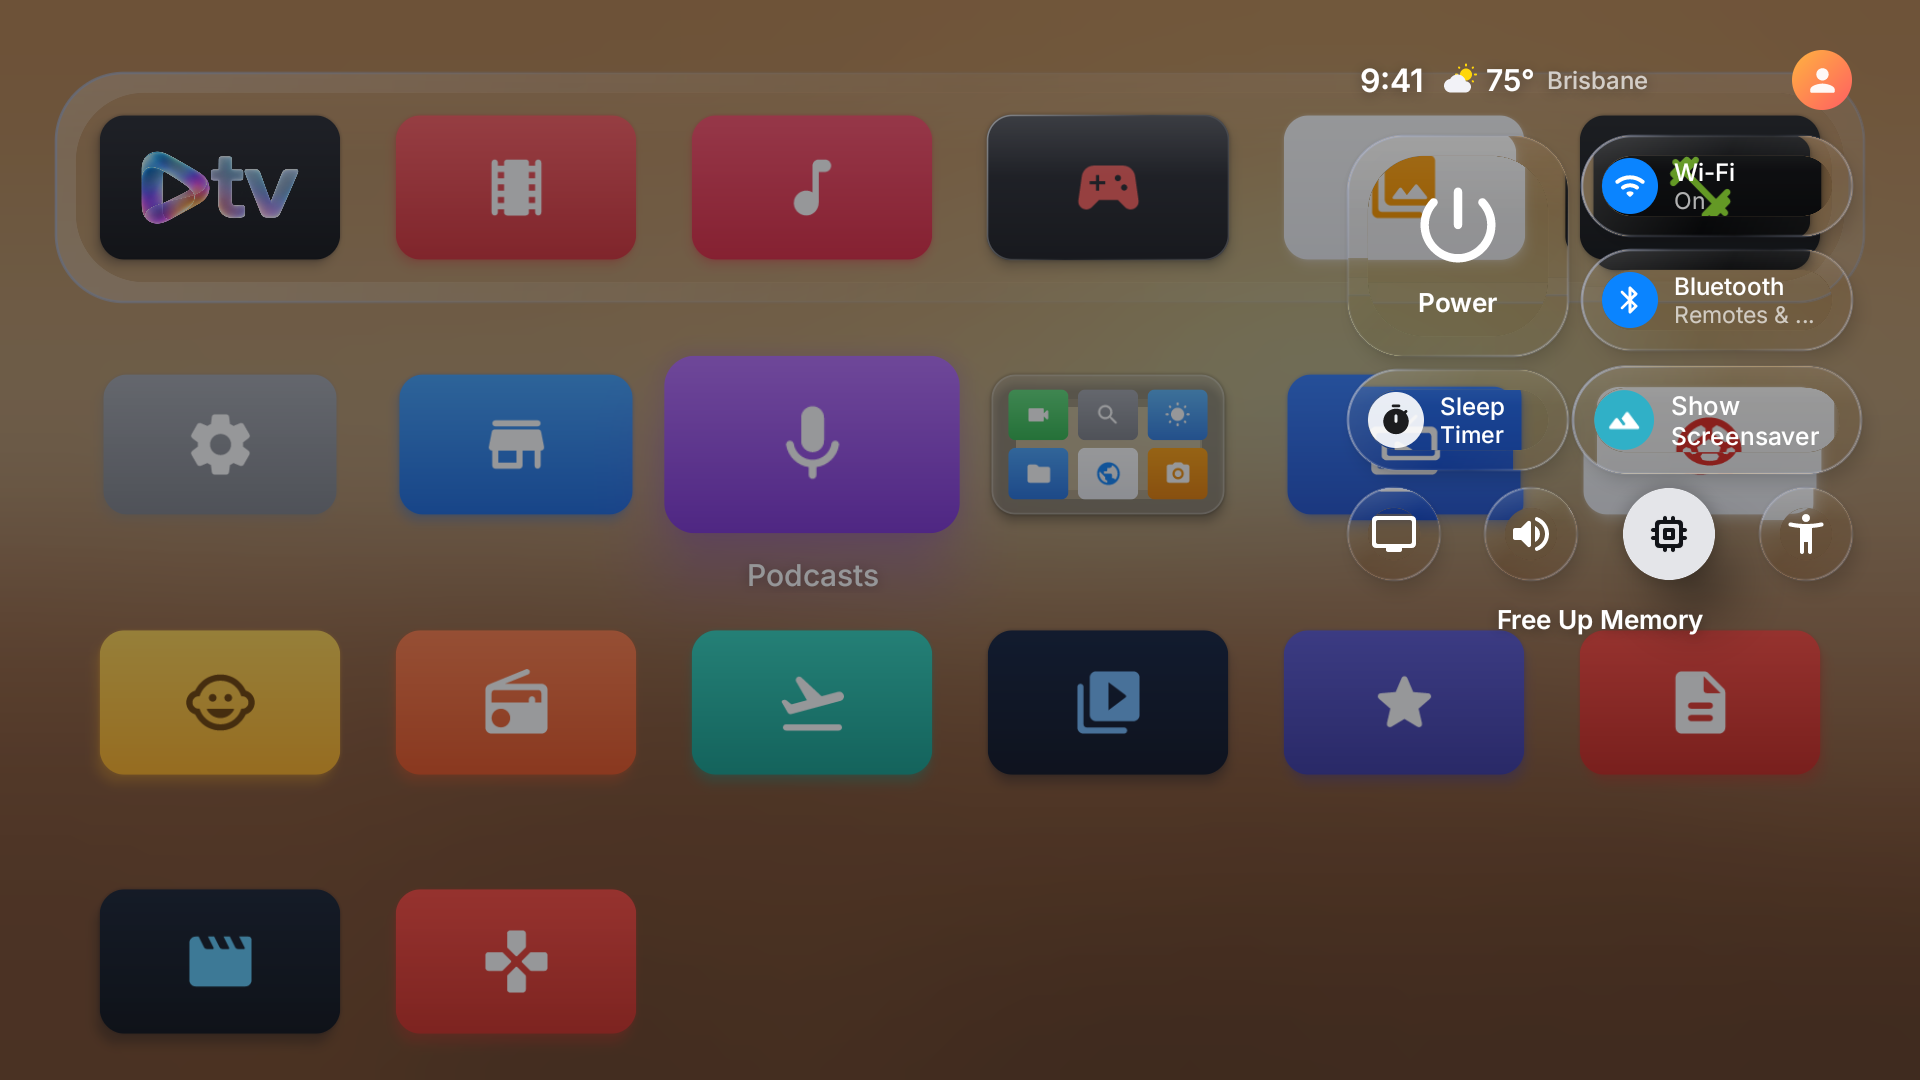 9:41 75° Brisbane
tv
Wi-Fi
On
Power
Bluetooth
Remotes & ...
Sleep
Timer
Show
Screensaver
Podcasts
Free Up Memory